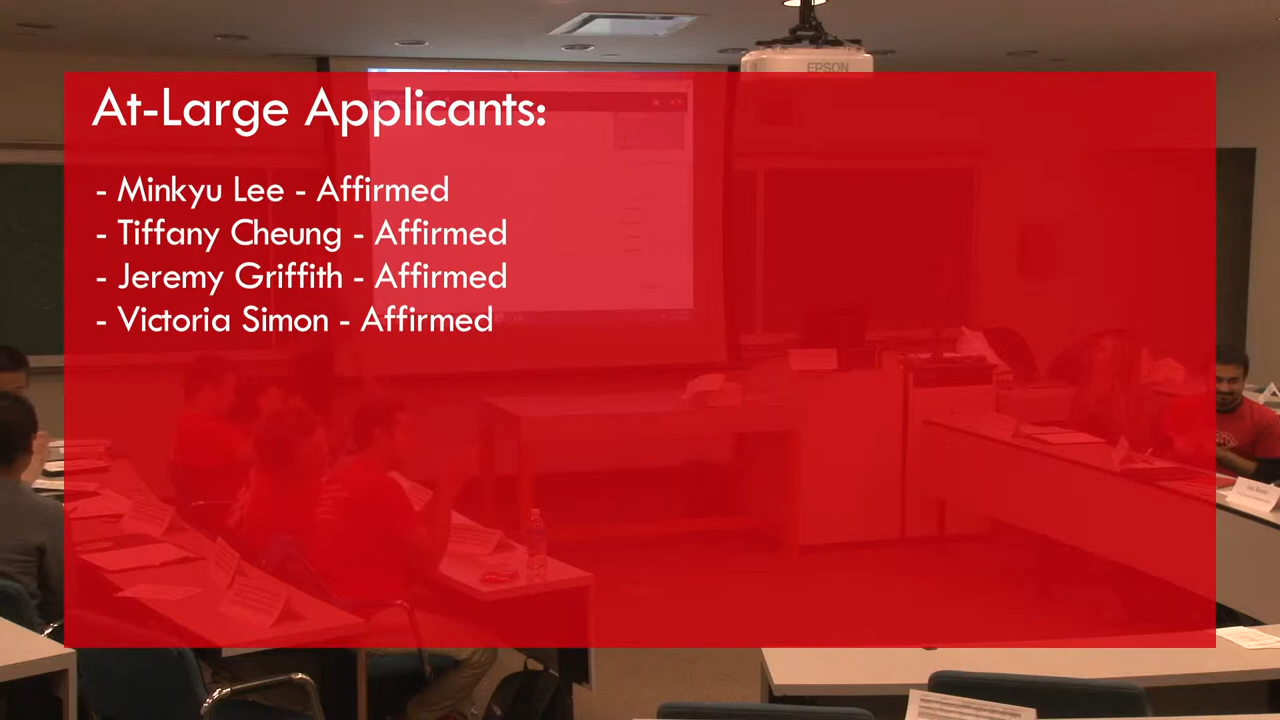 EPSON
At-Large Applicants:
- Minkyu Lee - Affirmed
- Tiffany Cheung - Affirmed
- Jeremy Griffith - Affirmed
- Victoria Simon - Affirmed